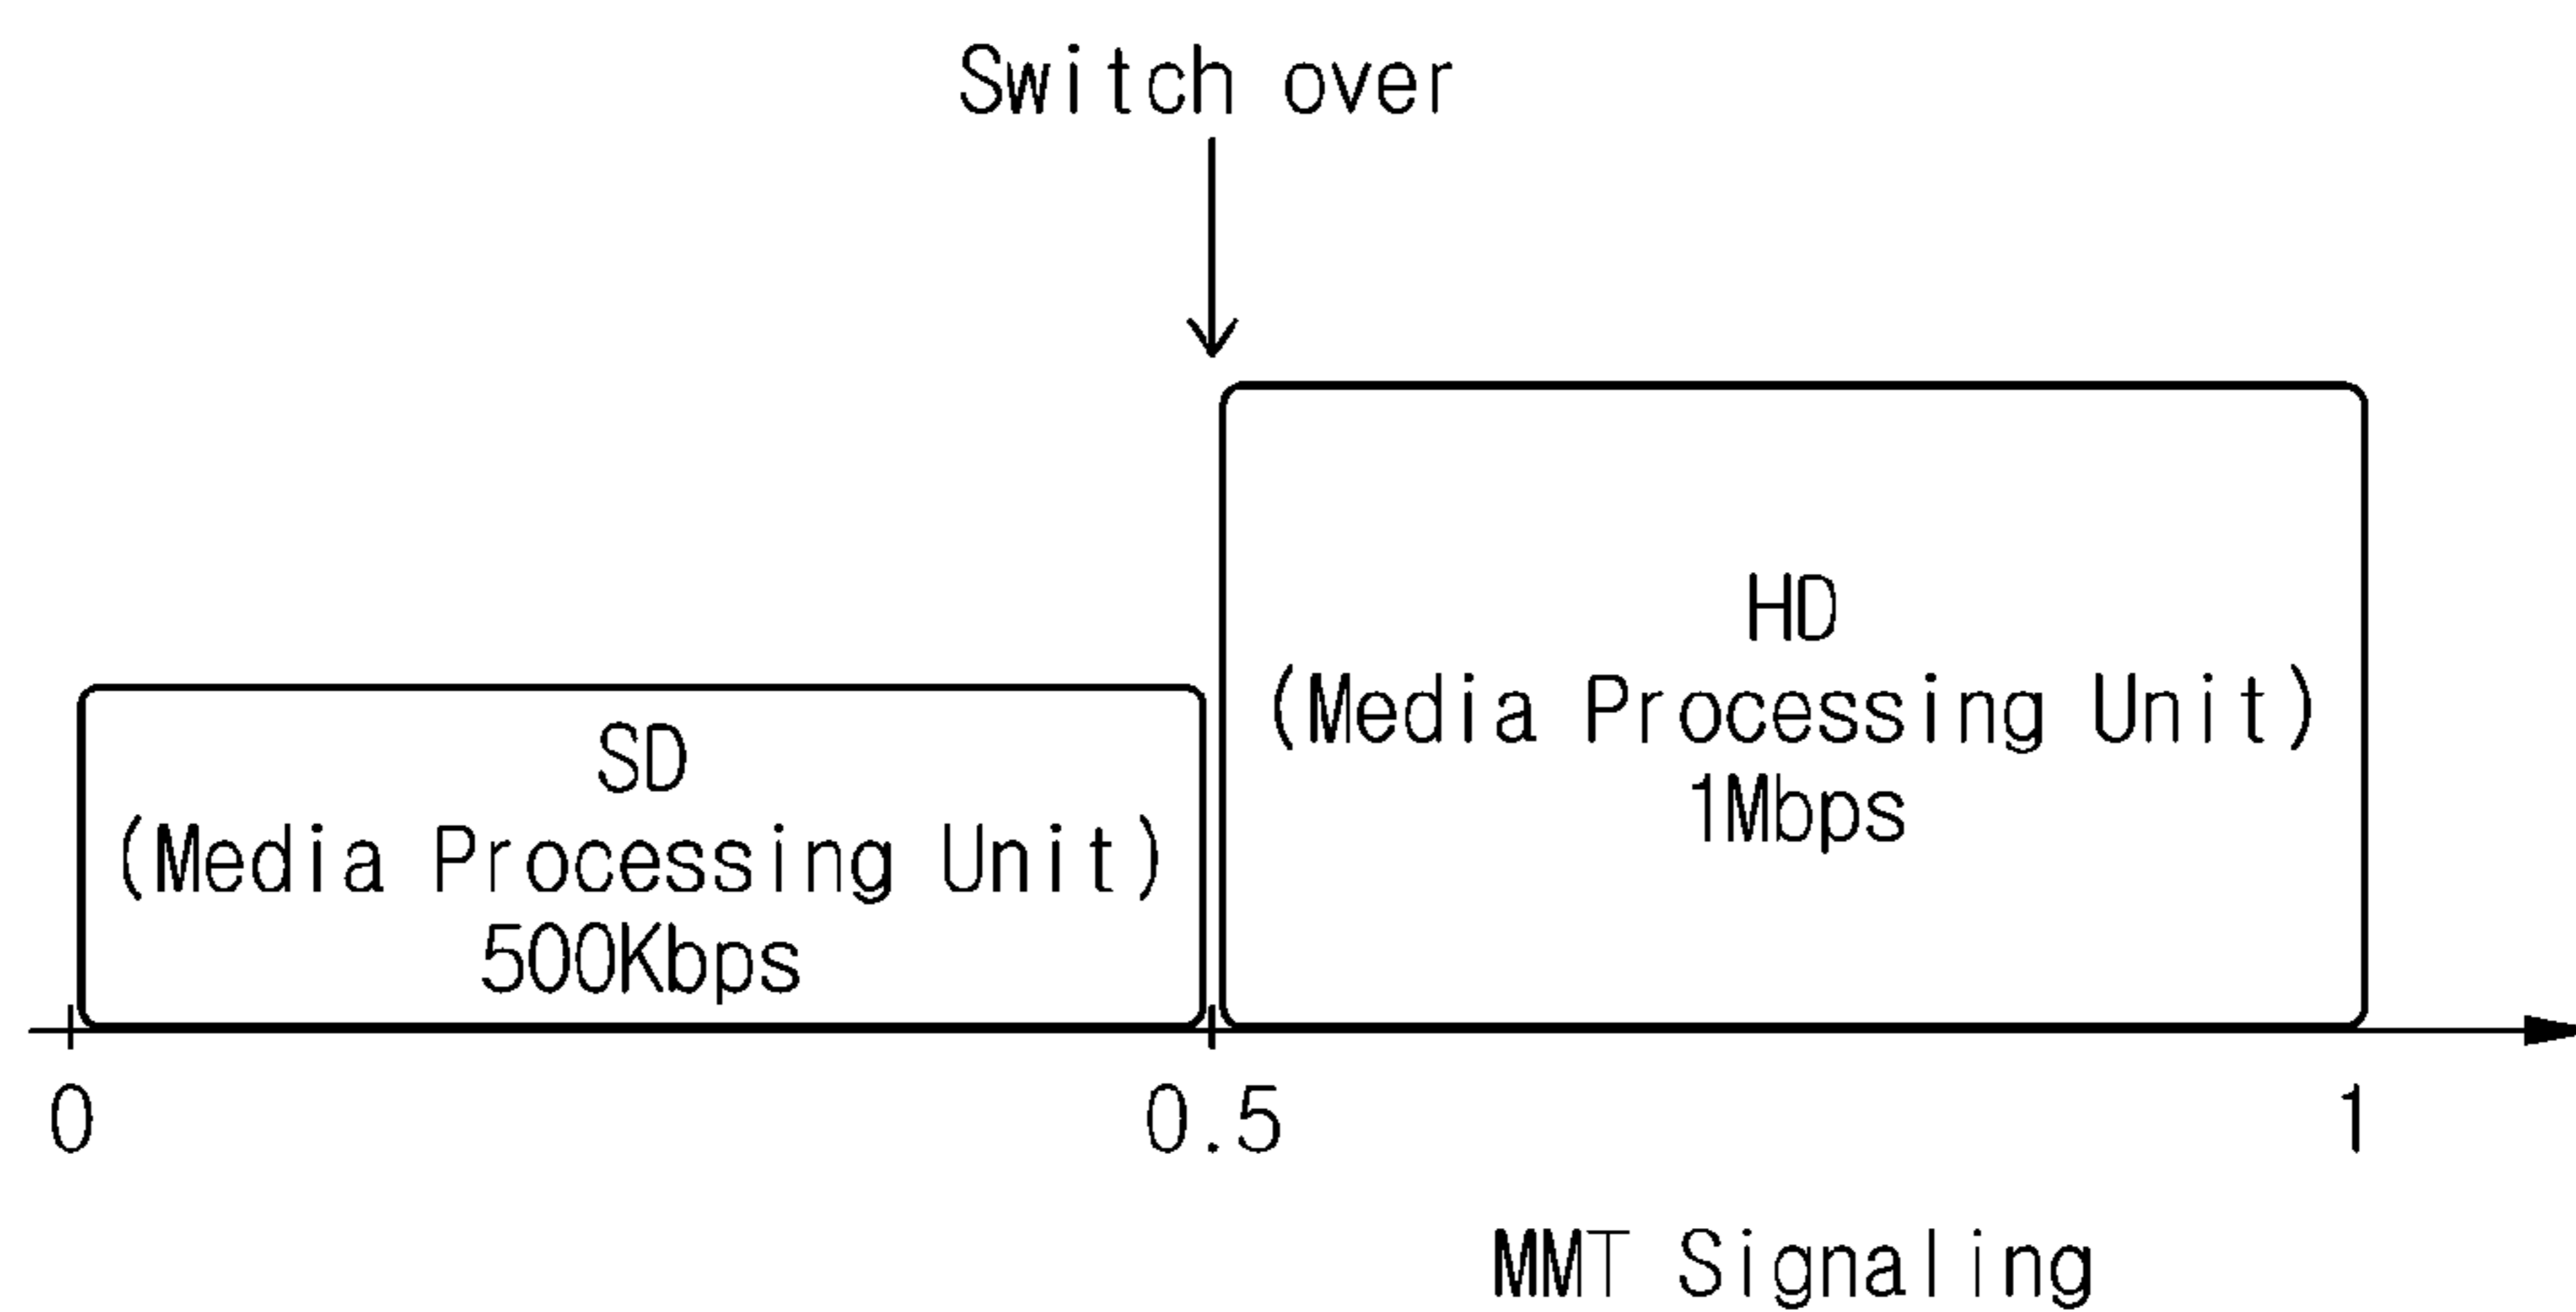 Switch over
HD
(Media Processing Unit)
1Mbps
SD
(Media Processing Unit)
500Kbps
0
0.5
1
MMT Signaling